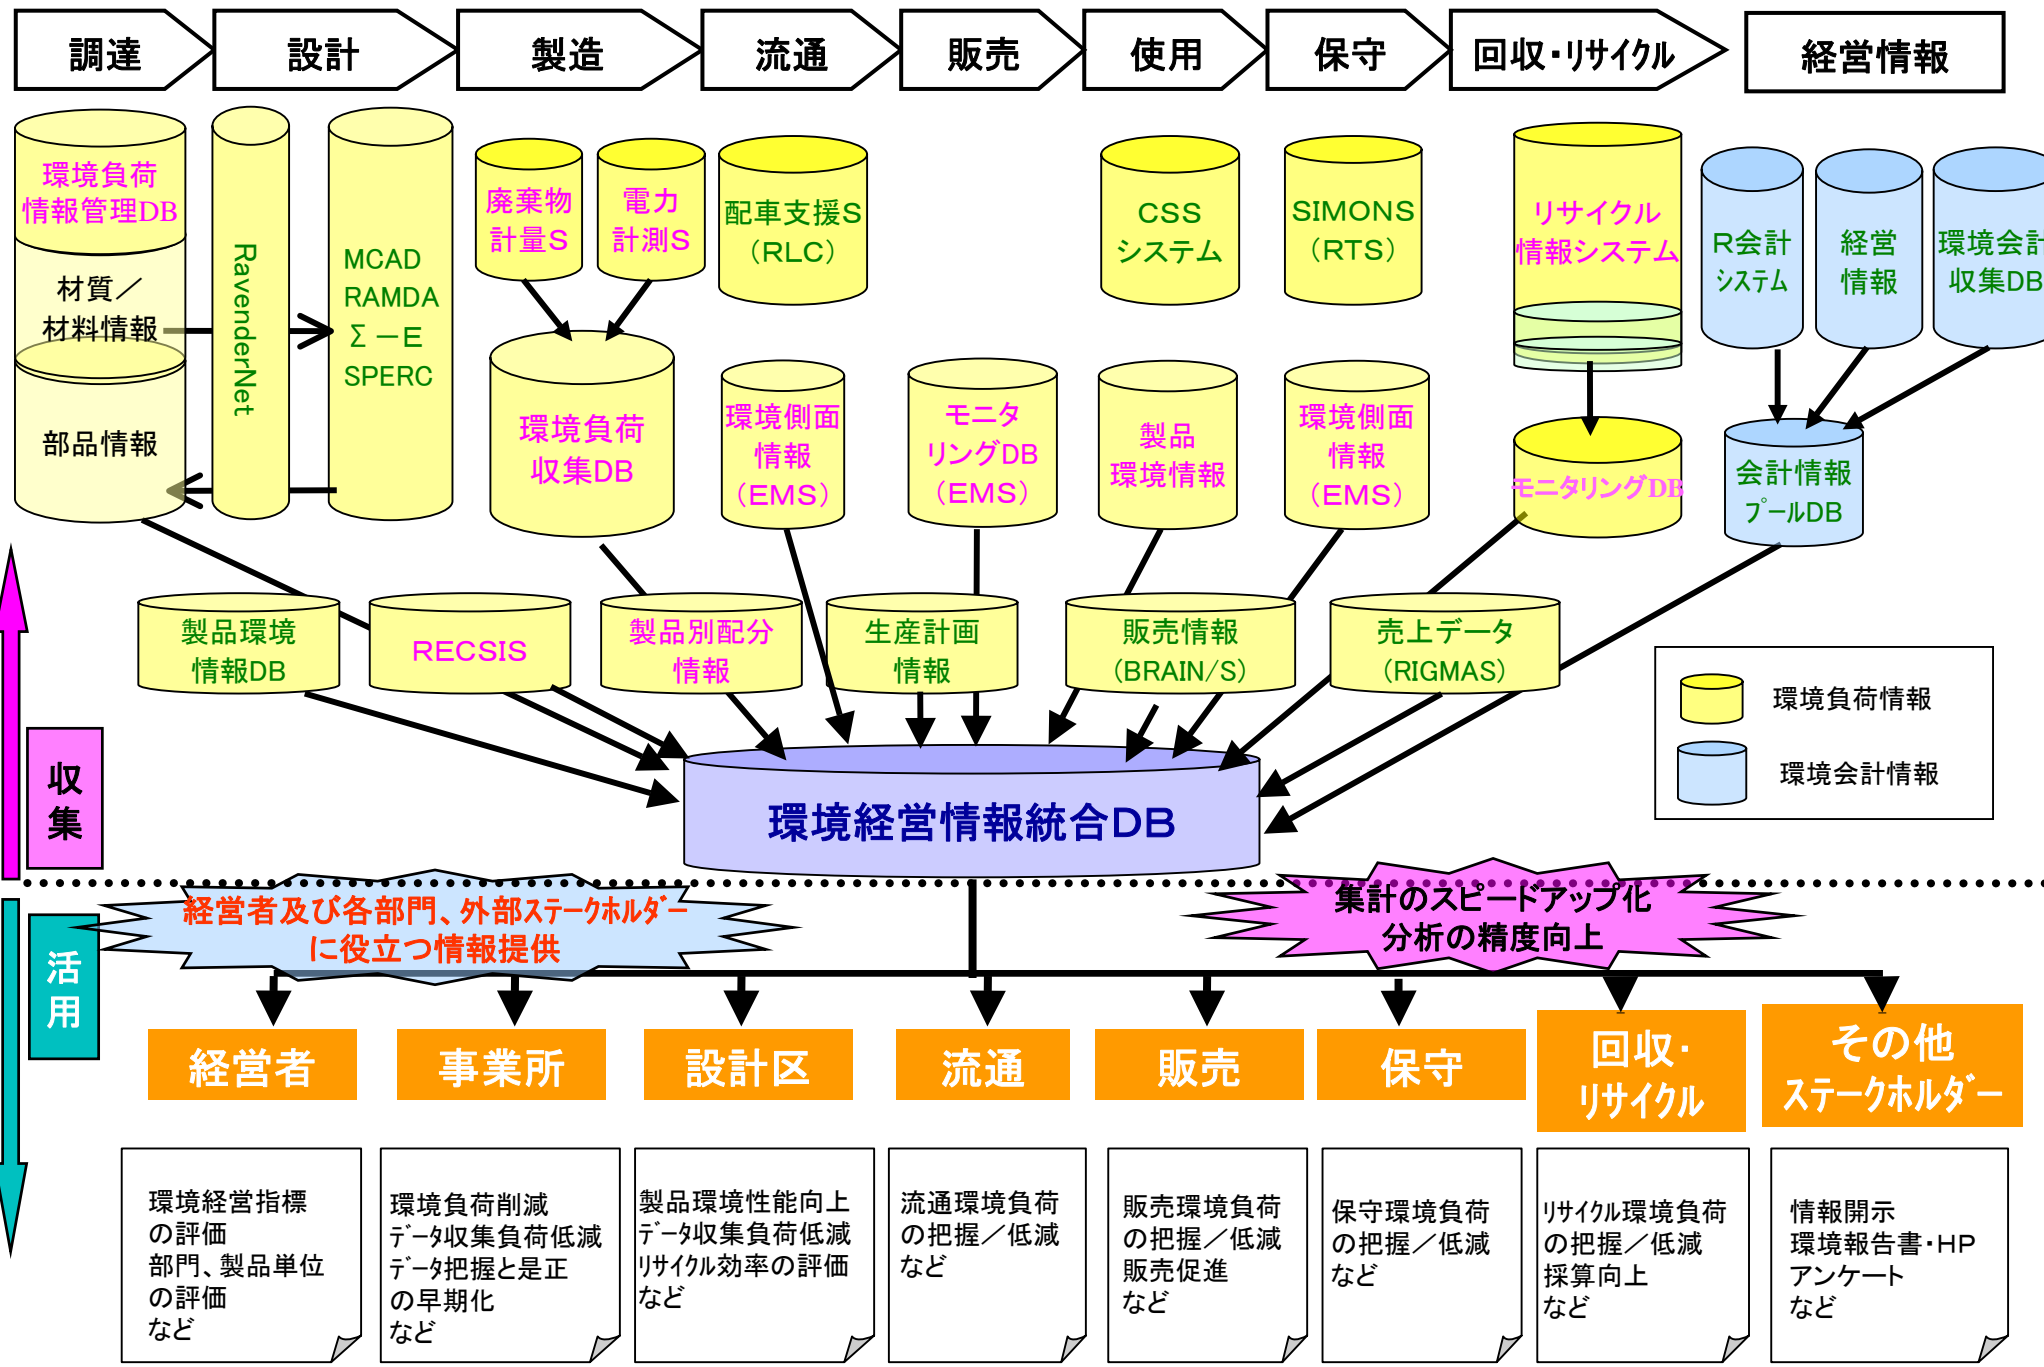 調達
設計
製造
流通
販売
使用
保守
回収・リサイクル
経営情報
環境負荷
情報管理DB
材質／
材料情報
部品情報
RavenderNet
MCAD
RAMDA
Σ－E
SPERC
廃棄物
計量S
電力
計測S
配車支援S
（RLC）
CSS
システム
SIMONS
（RTS）
リサイクル
情報システム
R会計
システム
経営
情報
環境会計
収集DB
環境負荷
収集DB
環境側面
情報
（EMS）
モニタ
リングDB
（EMS）
製品
環境情報
環境側面
情報
（EMS）
モニタリングDB
会計情報
プールDB
製品環境
情報DB
RECSIS
製品別配分
情報
生産計画
情報
販売情報
(BRAIN/S)
売上データ
(RIGMAS)
環境負荷情報
環境会計情報
収
集
環境経営情報統合DB
経営者及び各部門、外部ステークホルダー
に役立つ情報提供
集計のスピードアップ化
分析の精度向上
活
用
経営者
事業所
設計区
流通
販売
保守
回収・
リサイクル
その他
ステークホルダー
環境経営指標
の評価
部門、製品単位
の評価
など
環境負荷削減
データ収集負荷低減
データ把握と是正
の早期化
など
製品環境性能向上
データ収集負荷低減
リサイクル効率の評価
など
流通環境負荷
の把握／低減
など
販売環境負荷
の把握／低減
販売促進
など
保守環境負荷
の把握／低減
など
リサイクル環境負荷
の把握／低減
採算向上
など
情報開示
環境報告書・HP
アンケート
など